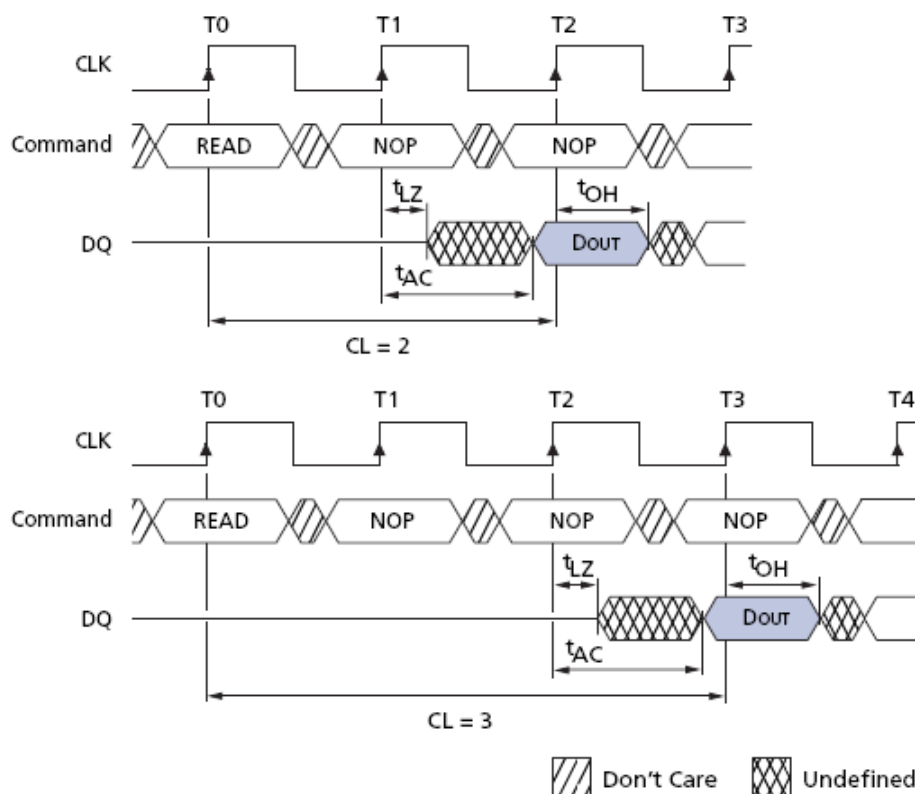 T0 T1 T2 T3
CLK
Command READ NOP NOP
tLZ tOH
DQ DOUT
tAC
CL = 2
T0 T1 T2 T3 T4
CLK
Command READ NOP NOP NOP
tLZ tOH
DQ DOUT
tAC
CL = 3
Don't Care Undefined